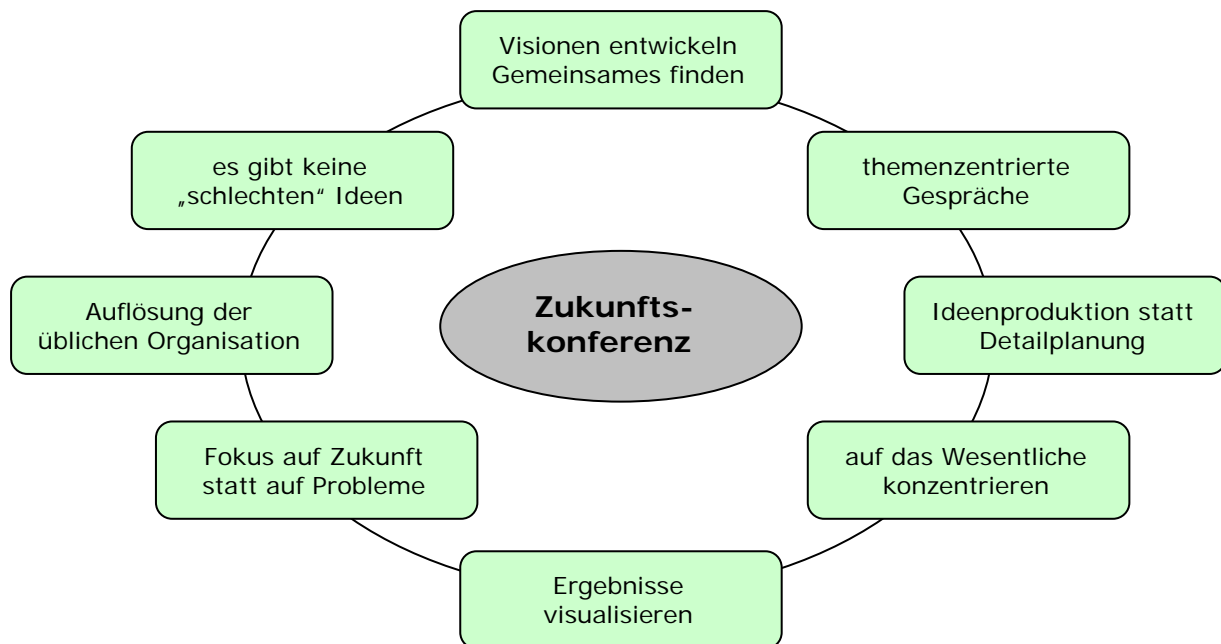 Visionen entwickeln
Gemeinsames finden
es gibt keine
„schlechten“ Ideen
themenzentrierte
Gespräche
Auflösung der
üblichen Organisation
Zukunfts-
konferenz
Ideenproduktion statt
Detailplanung
Fokus auf Zukunft
statt auf Probleme
auf das Wesentliche
konzentrieren
Ergebnisse
visualisieren